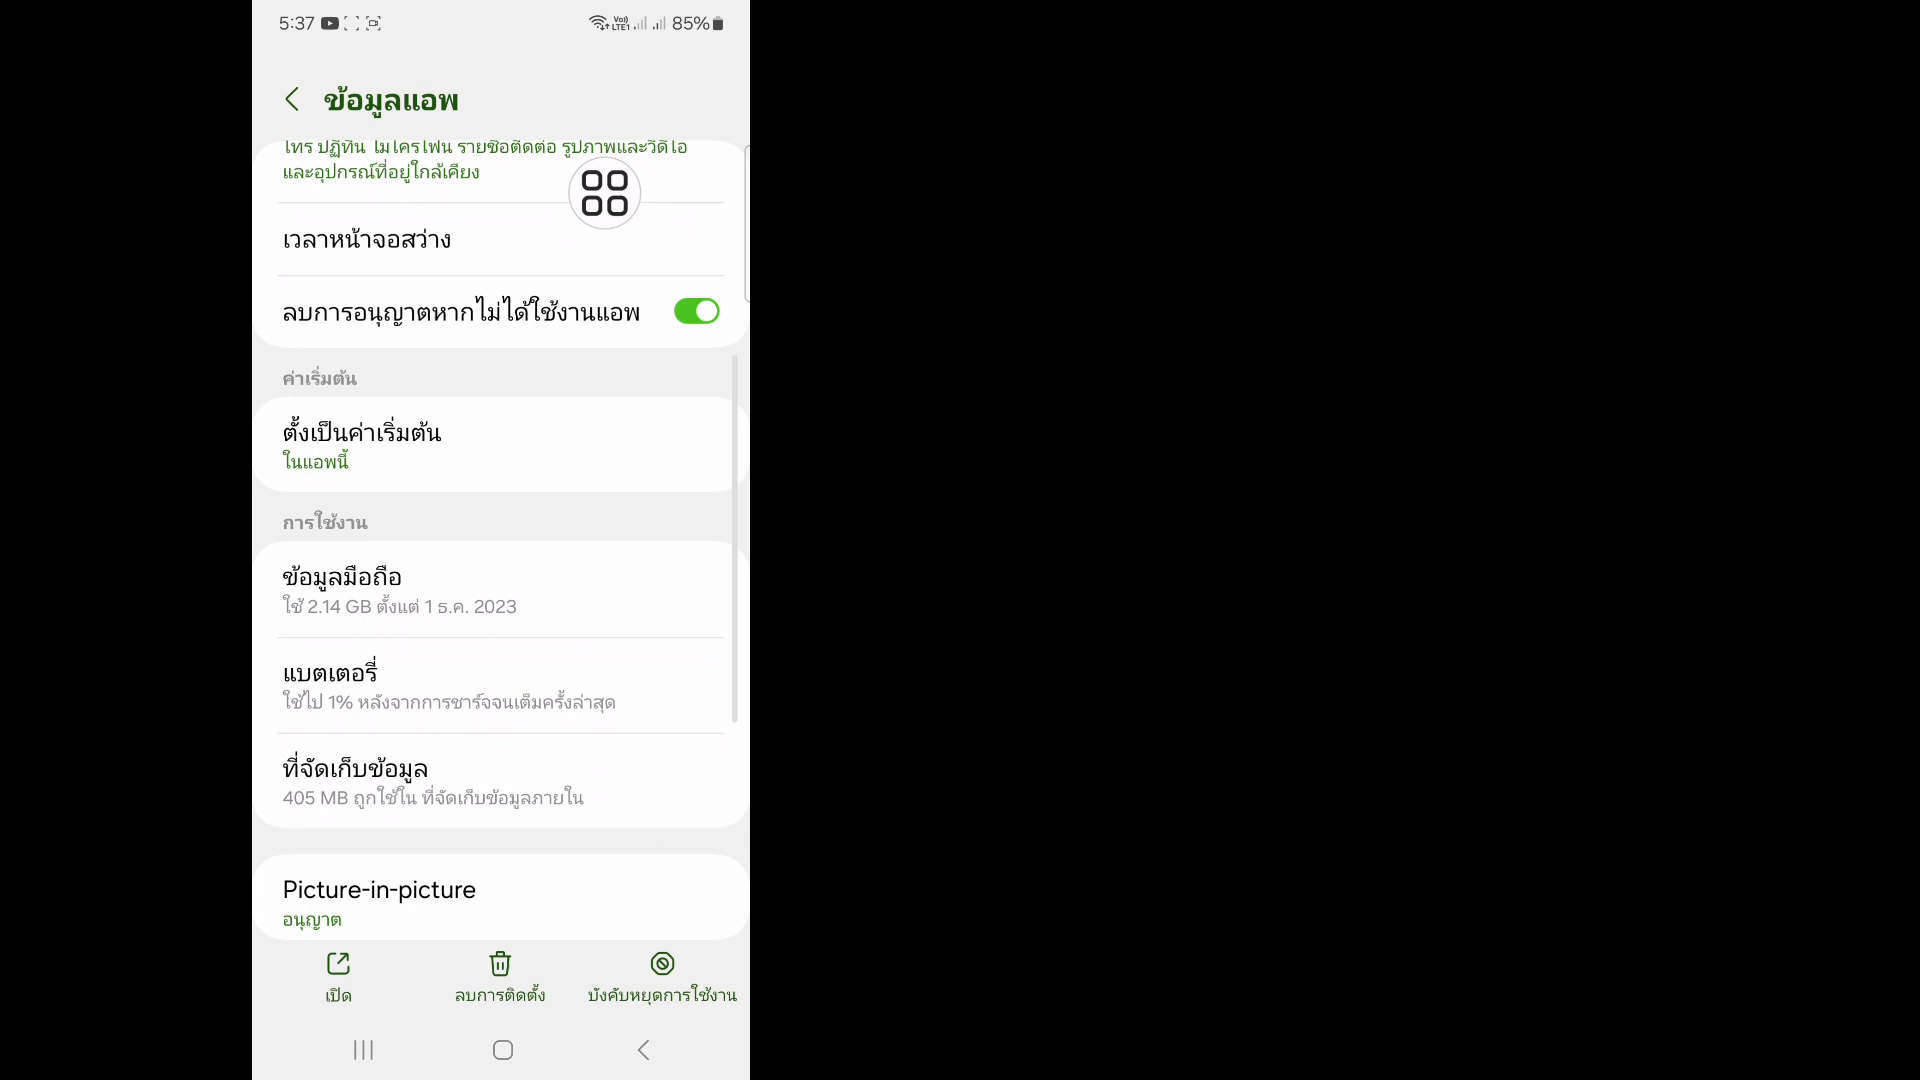 5:37 Vo) LTE1 85%
ข้อมูลแอพ
โทร ปฏิทิน ไมโครโฟน รายชื่อติดต่อ รูปภาพและวิดีโอ
และอุปกรณ์ที่อยู่ใกล้เคียง
เวลาหน้าจอสว่าง
ลบการอนุญาตหากไม่ได้ใช้งานแอพ
ค่าเริ่มต้น
ตั้งเป็นค่าเริ่มต้น
ในแอพนี้
การใช้งาน
ข้อมูลมือถือ
ใช้ 2.14 GB ตั้งแต่ 1 ธ.ค. 2023
แบตเตอรี่
ใช้ไป 1% หลังจากการชาร์จจนเต็มครั้งล่าสุด
ที่จัดเก็บข้อมูล
405 MB ถูกใช้ใน ที่จัดเก็บข้อมูลภายใน
Picture-in-picture
อนุญาต
เปิด ลบการติดตั้ง บังคับหยุดการใช้งาน